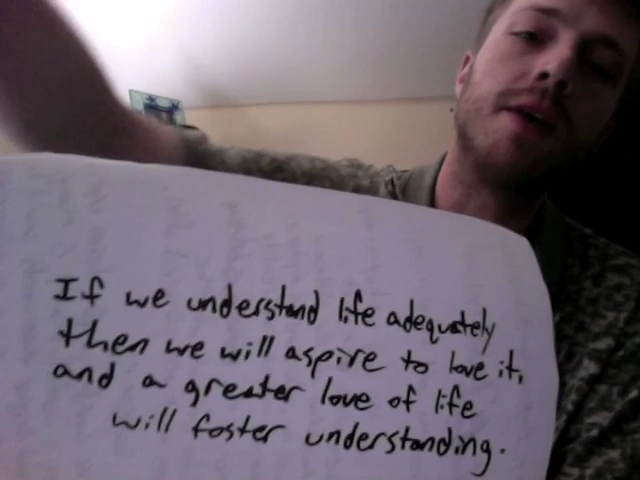 If we understand life adequately
then we will aspire to love it,
and a greater love of life
will foster understanding.